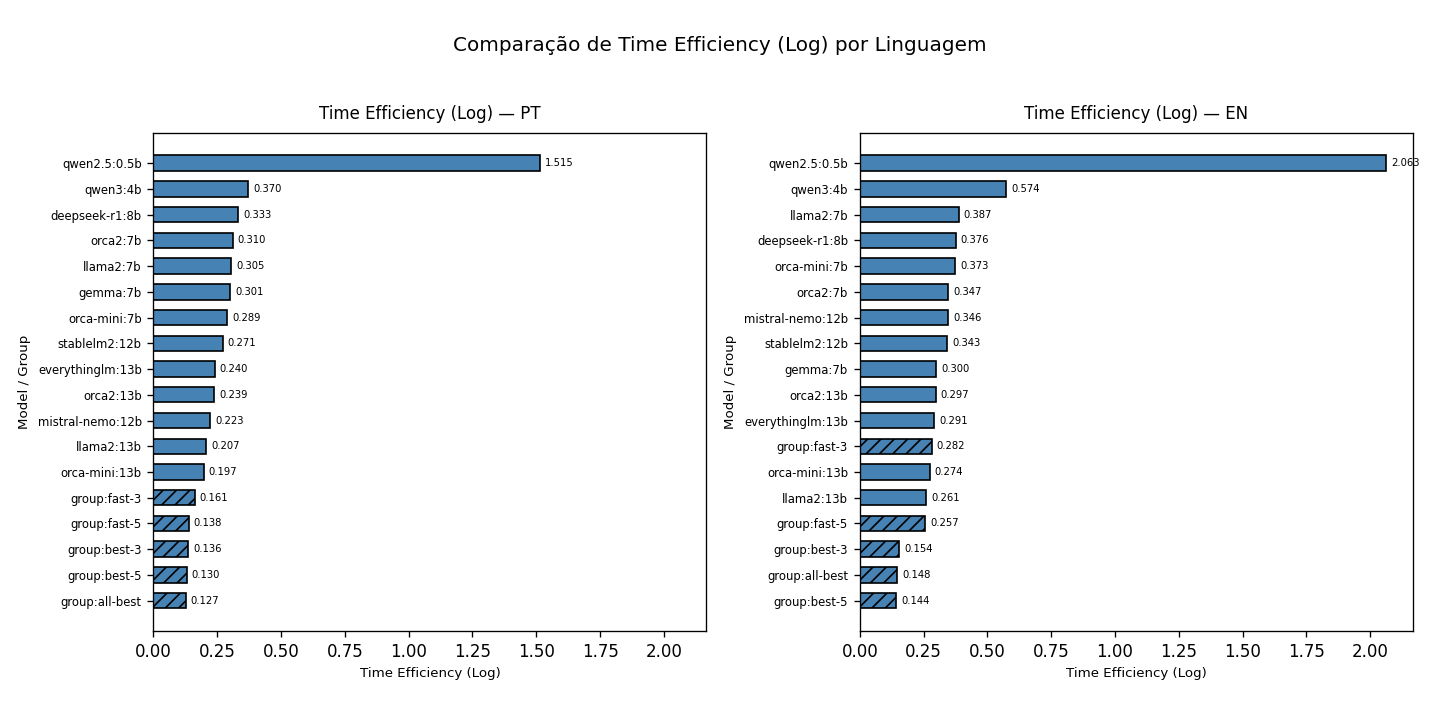 Comparação de Time Efficiency (Log) por Linguagem
Time Efficiency (Log) — PT
Model / Group
qwen2.5:0.5b 1.515
qwen3:4b 0.370
deepseek-r1:8b 0.333
orca2:7b 0.310
llama2:7b 0.305
gemma:7b 0.301
orca-mini:7b 0.289
stablelm2:12b 0.271
everythinglm:13b 0.240
orca2:13b 0.239
mistral-nemo:12b 0.223
llama2:13b 0.207
orca-mini:13b 0.197
group:fast-3 0.161
group:fast-5 0.138
group:best-3 0.136
group:best-5 0.130
group:all-best 0.127
0.00 0.25 0.50 0.75 1.00 1.25 1.50 1.75 2.00
Time Efficiency (Log)
Time Efficiency (Log) — EN
Model / Group
qwen2.5:0.5b 2.063
qwen3:4b 0.574
llama2:7b 0.387
deepseek-r1:8b 0.376
orca-mini:7b 0.373
orca2:7b 0.347
mistral-nemo:12b 0.346
stablelm2:12b 0.343
gemma:7b 0.300
orca2:13b 0.297
everythinglm:13b 0.291
group:fast-3 0.282
orca-mini:13b 0.274
llama2:13b 0.261
group:fast-5 0.257
group:best-3 0.154
group:all-best 0.148
group:best-5 0.144
0.00 0.25 0.50 0.75 1.00 1.25 1.50 1.75 2.00
Time Efficiency (Log)